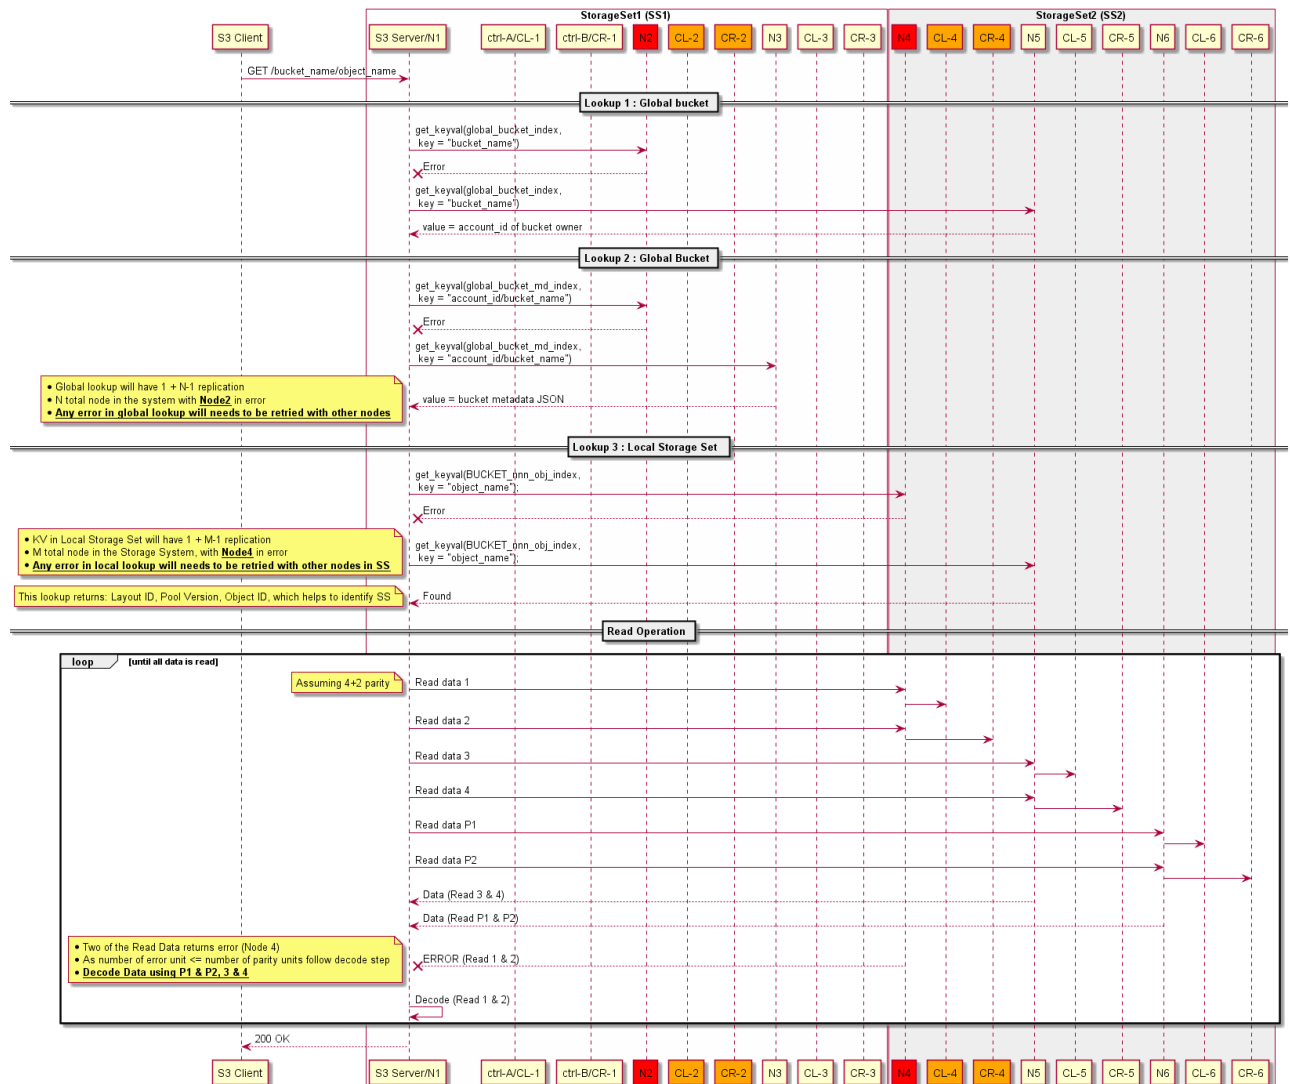 StorageSet1 (SS1)
StorageSet2 (SS2)
S3 Client
S3 Server/N1
ctrl-A/CL-1
ctrl-B/CR-1
N2
CL-2
CR-2
N3
CL-3
CR-3
N4
CL-4
CR-4
N5
CL-5
CR-5
N6
CL-6
CR-6
GET /bucket_name/object_name
Lookup 1 : Global bucket
get_keyval(global_bucket_index,
key = "bucket_name")
Error
get_keyval(global_bucket_index,
key = "bucket_name")
value = account_id of bucket owner
Lookup 2 : Global Bucket
get_keyval(global_bucket_md_index,
key = "account_id/bucket_name")
Error
get_keyval(global_bucket_md_index,
key = "account_id/bucket_name")
• Global lookup will have 1 + N-1 replication
• N total node in the system with Node2 in error
• Any error in global lookup will needs to be retried with other nodes
value = bucket metadata JSON
Lookup 3 : Local Storage Set
get_keyval(BUCKET_nnn_obj_index,
key = "object_name");
Error
• KV in Local Storage Set will have 1 + M-1 replication
• M total node in the Storage System, with Node4 in error
• Any error in local lookup will needs to be retried with other nodes in SS
get_keyval(BUCKET_nnn_obj_index,
key = "object_name");
This lookup returns: Layout ID, Pool Version, Object ID, which helps to identify SS
Found
Read Operation
loop
[until all data is read]
Assuming 4+2 parity
Read data 1
Read data 2
Read data 3
Read data 4
Read data P1
Read data P2
Data (Read 3 & 4)
Data (Read P1 & P2)
• Two of the Read Data returns error (Node 4)
• As number of error unit <= number of parity units follow decode step
• Decode Data using P1 & P2, 3 & 4
ERROR (Read 1 & 2)
Decode (Read 1 & 2)
200 OK
S3 Client
S3 Server/N1
ctrl-A/CL-1
ctrl-B/CR-1
N2
CL-2
CR-2
N3
CL-3
CR-3
N4
CL-4
CR-4
N5
CL-5
CR-5
N6
CL-6
CR-6